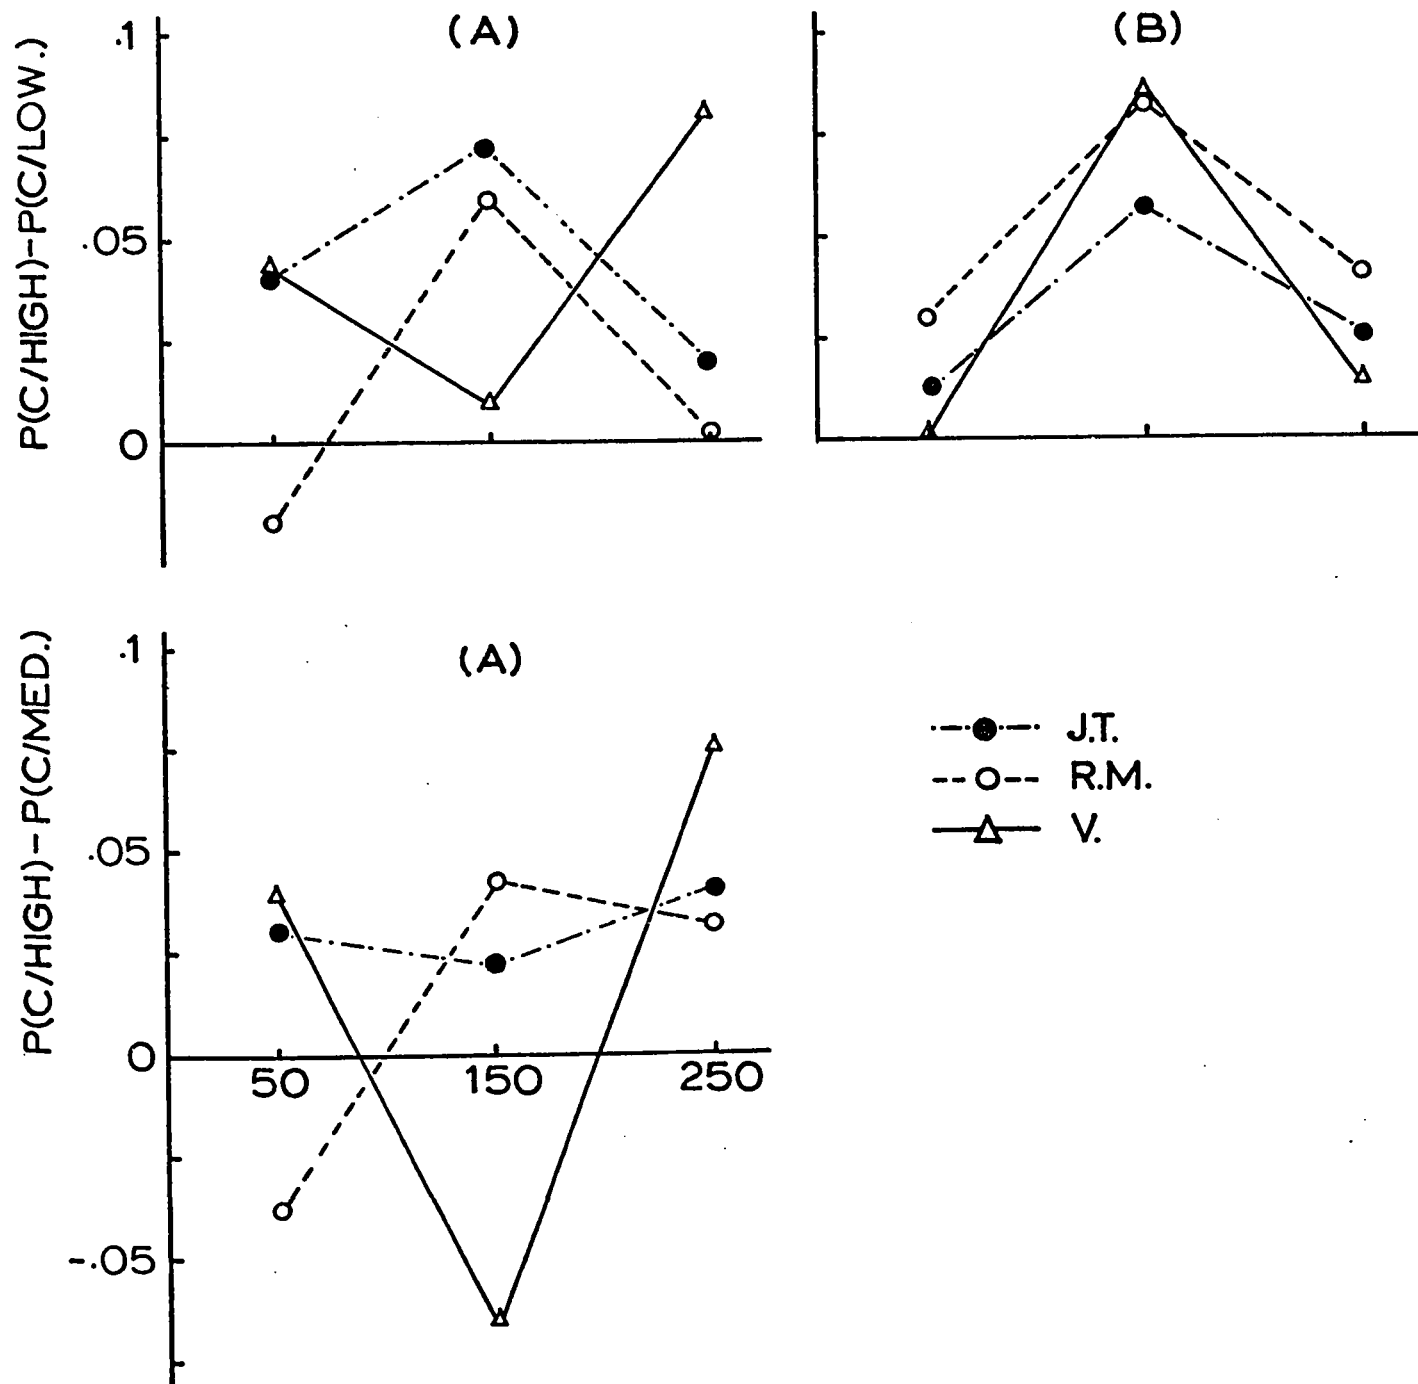 (A)
(B)
P(C/HIGH)-P(C/LOW.)
.1
.05
0
(A)
P(C/HIGH)-P(C/MED.)
.1
.05
0
-.05
50 150 250
J.T.
R.M.
V.